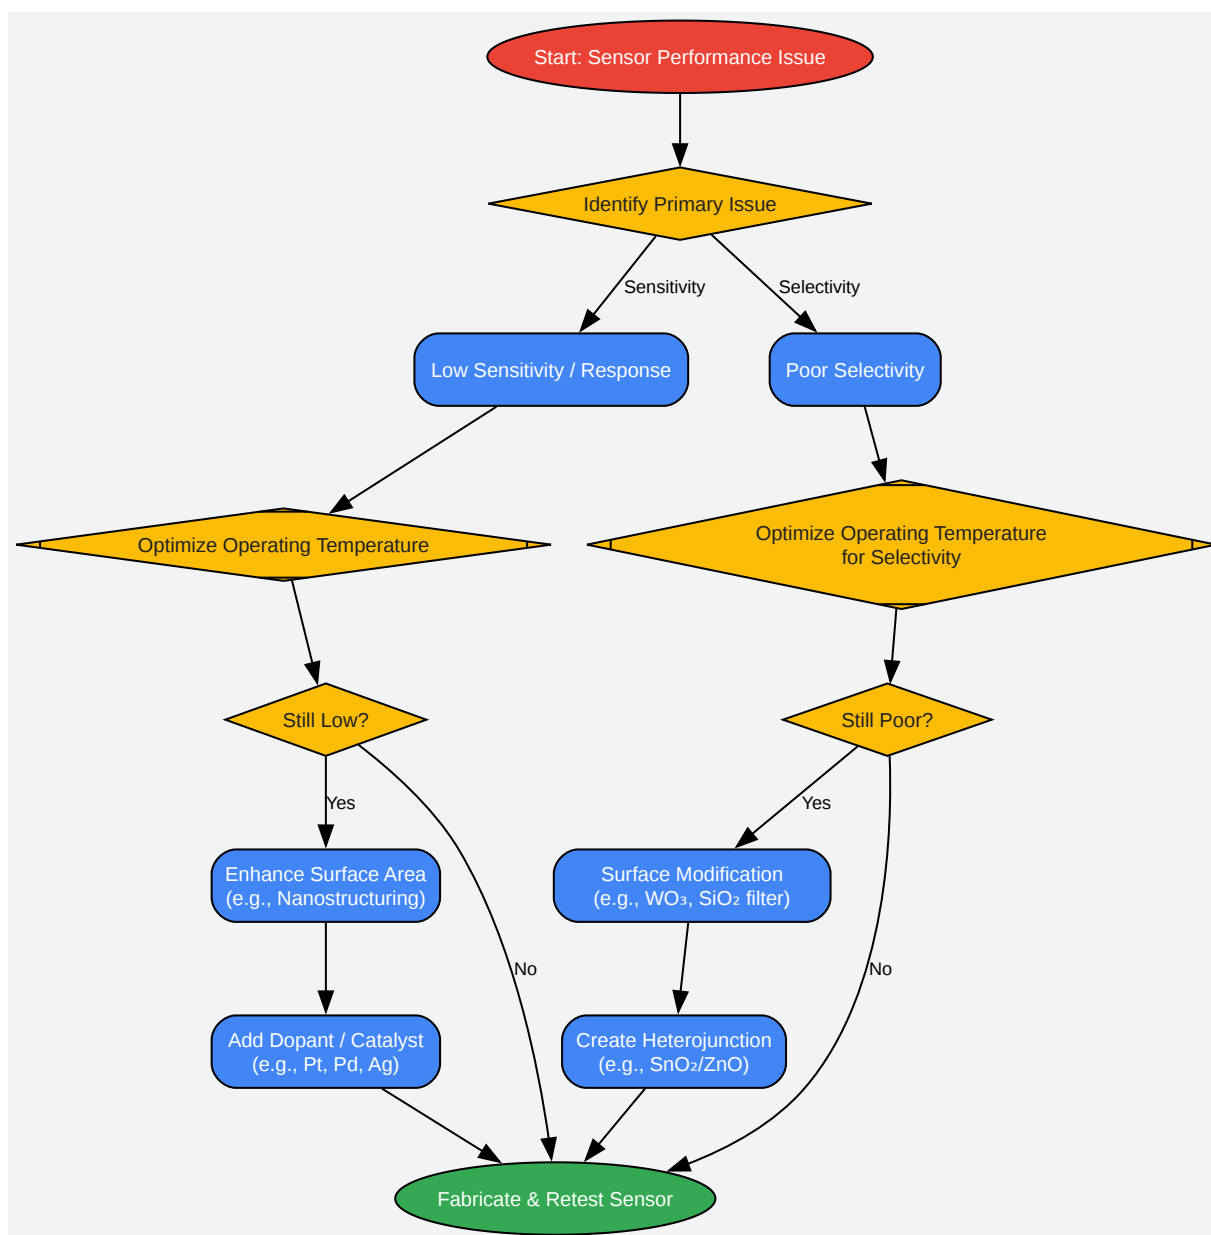 Start: Sensor Performance Issue
Identify Primary Issue
Sensitivity
Selectivity
Low Sensitivity / Response
Poor Selectivity
Optimize Operating Temperature
Optimize Operating Temperature
for Selectivity
Still Low?
Still Poor?
Yes
Yes
Enhance Surface Area
(e.g., Nanostructuring)
Surface Modification
(e.g., WO₃, SiO₂ filter)
No
No
Add Dopant / Catalyst
(e.g., Pt, Pd, Ag)
Create Heterojunction
(e.g., SnO₂/ZnO)
Fabricate & Retest Sensor